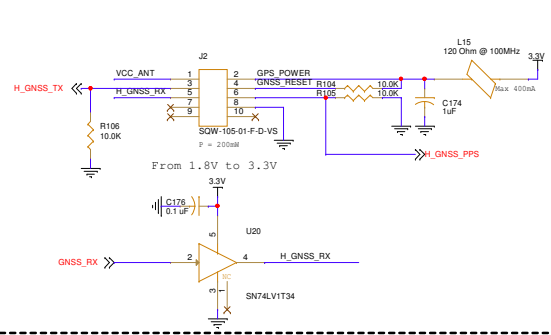 L15
120 Ohm @ 100MHz
3.3V
J2
VCC_ANT 1 2 GPS_POWER
H_GNSS_TX 3 4 GNSS_RESET R104 10.0K Max 400mA
H_GNSS_RX 5 6 R105 10.0K
7 8
9 10
C174
1uF
R106
10.0K
SQW-105-01-F-D-VS
P = 200mW
H_GNSS_PPS
From 1.8V to 3.3V
3.3V
C176
0.1 uF
U20
5
GNSS_RX 2 4 H_GNSS_RX
NC
3 1
SN74LV1T34